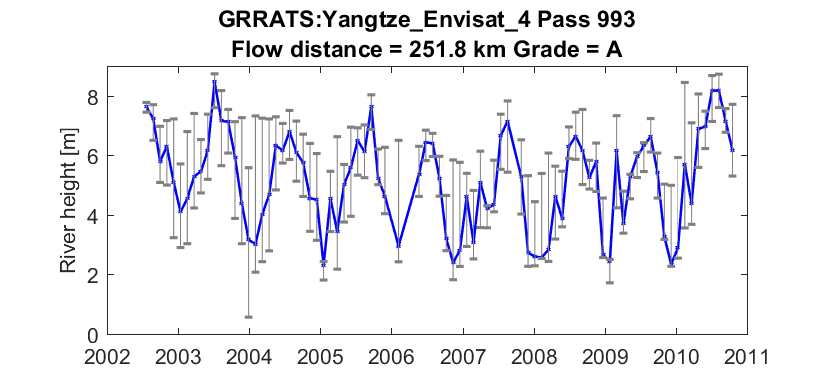 GRRATS:Yangtze_Envisat_4 Pass 993
Flow distance = 251.8 km Grade = A
River height [m]
8
6
4
2
0
2002 2003 2004 2005 2006 2007 2008 2009 2010 2011